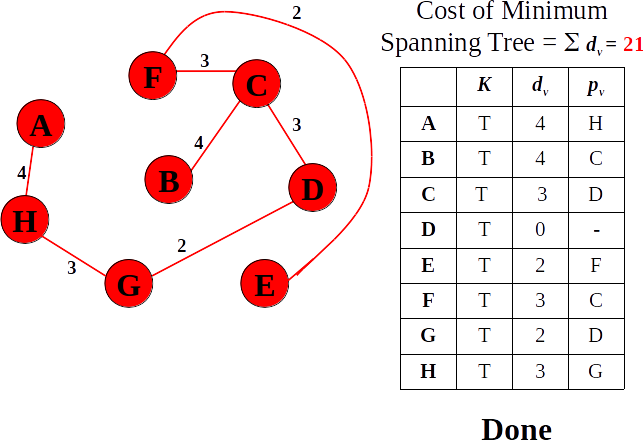 Cost of Minimum
Spanning Tree = Σ dv = 21
2
F
3
C
A
4
3
B
4
D
H
2
3
G
E
K dv pv
A T 4 H
B T 4 C
C T 3 D
D T 0 -
E T 2 F
F T 3 C
G T 2 D
H T 3 G
Done